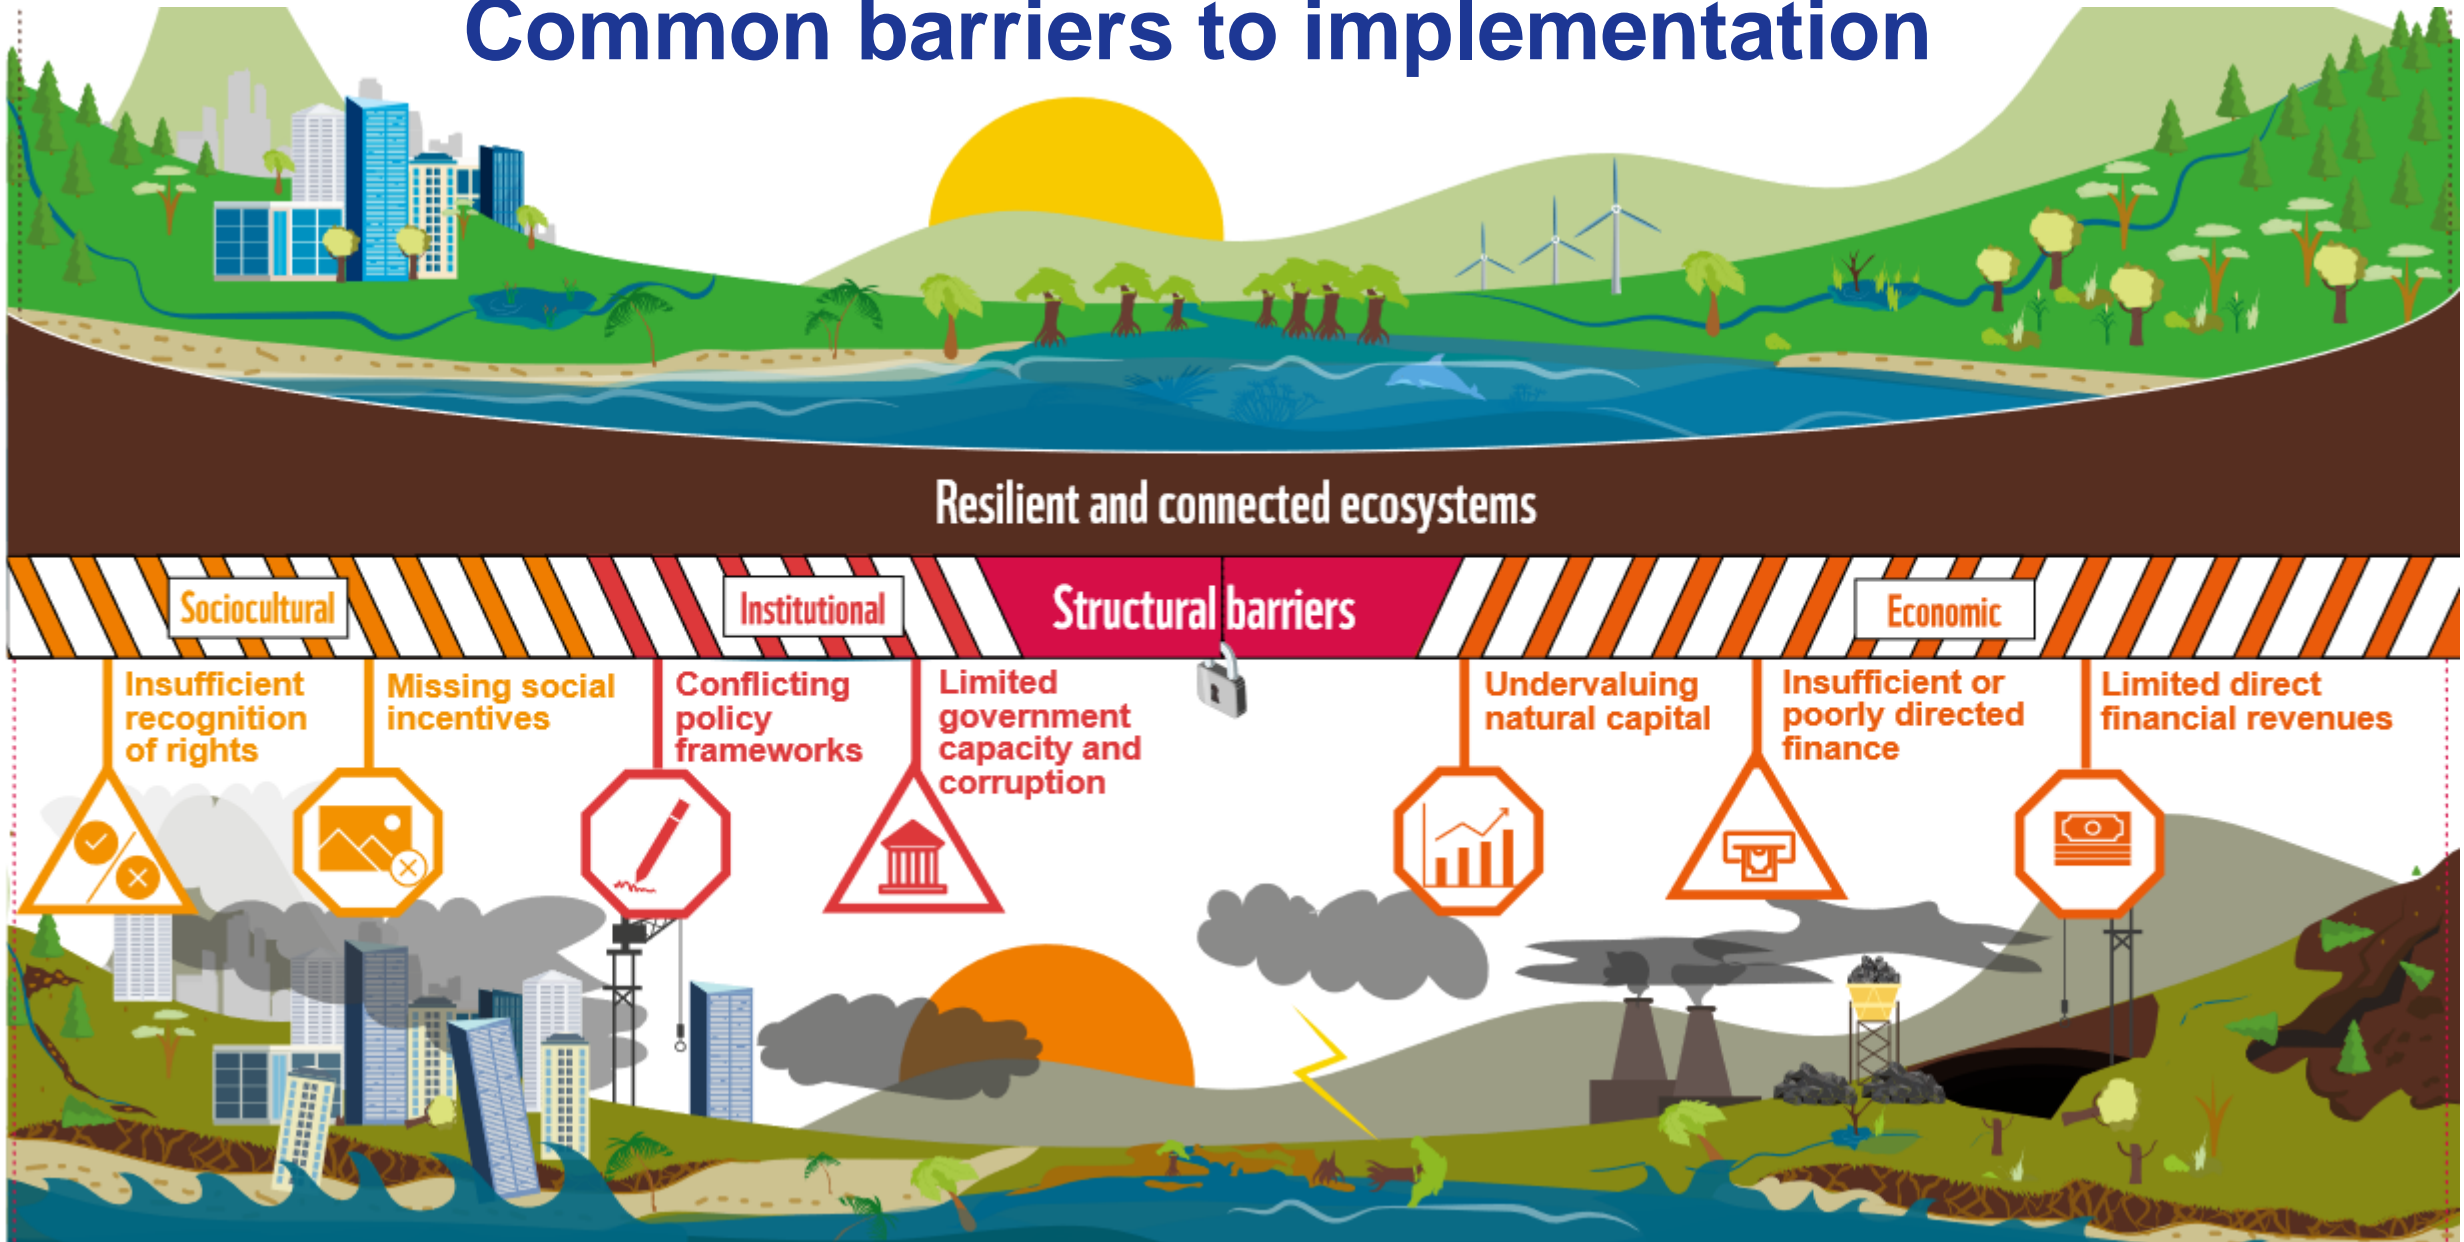 Common barriers to implementation
Resilient and connected ecosystems
Sociocultural
Institutional
Structural barriers
Economic
Insufficient
recognition
of rights
Missing social
incentives
Conflicting
policy
frameworks
Limited
government
capacity and
corruption
Undervaluing
natural capital
Insufficient or
poorly directed
finance
Limited direct
financial revenues